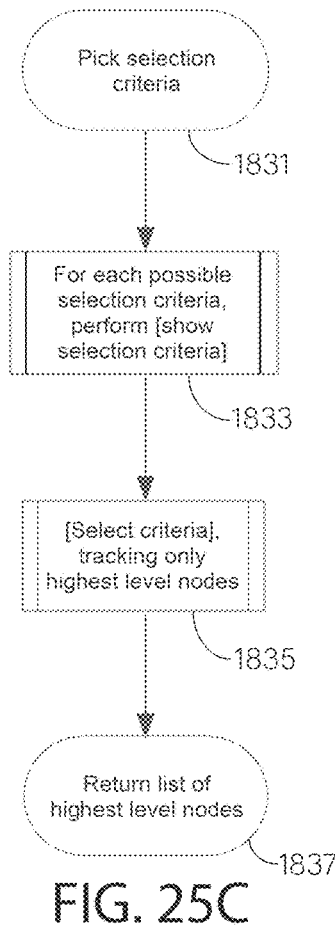 Pick selection
criteria
1831
For each possible
selection criteria,
perform [show
selection criteria]
1833
[Select criteria],
tracking only
highest level nodes
1835
Return list of
highest level nodes
1837
FIG. 25C